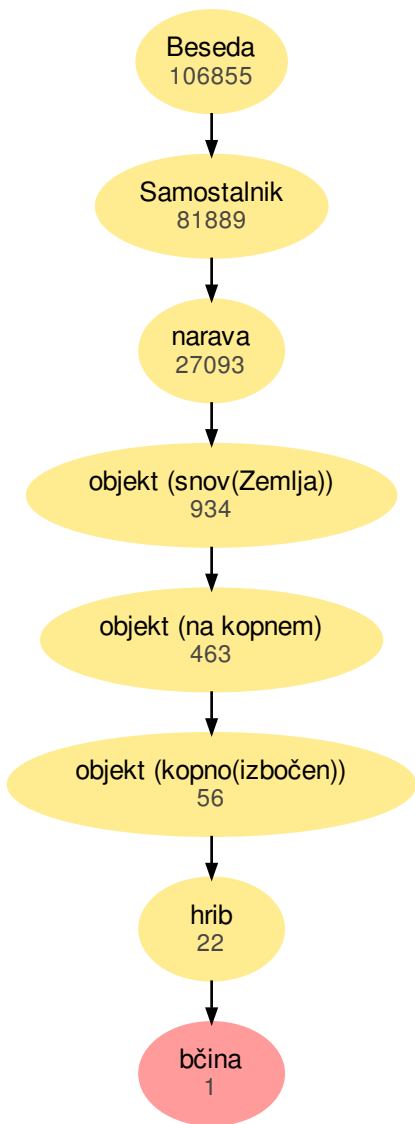 Beseda
106855
Samostalnik
81889
narava
27093
objekt (snov(Zemlja))
934
objekt (na kopnem)
463
objekt (kopno(izbočen))
56
hrib
22
bčina
1